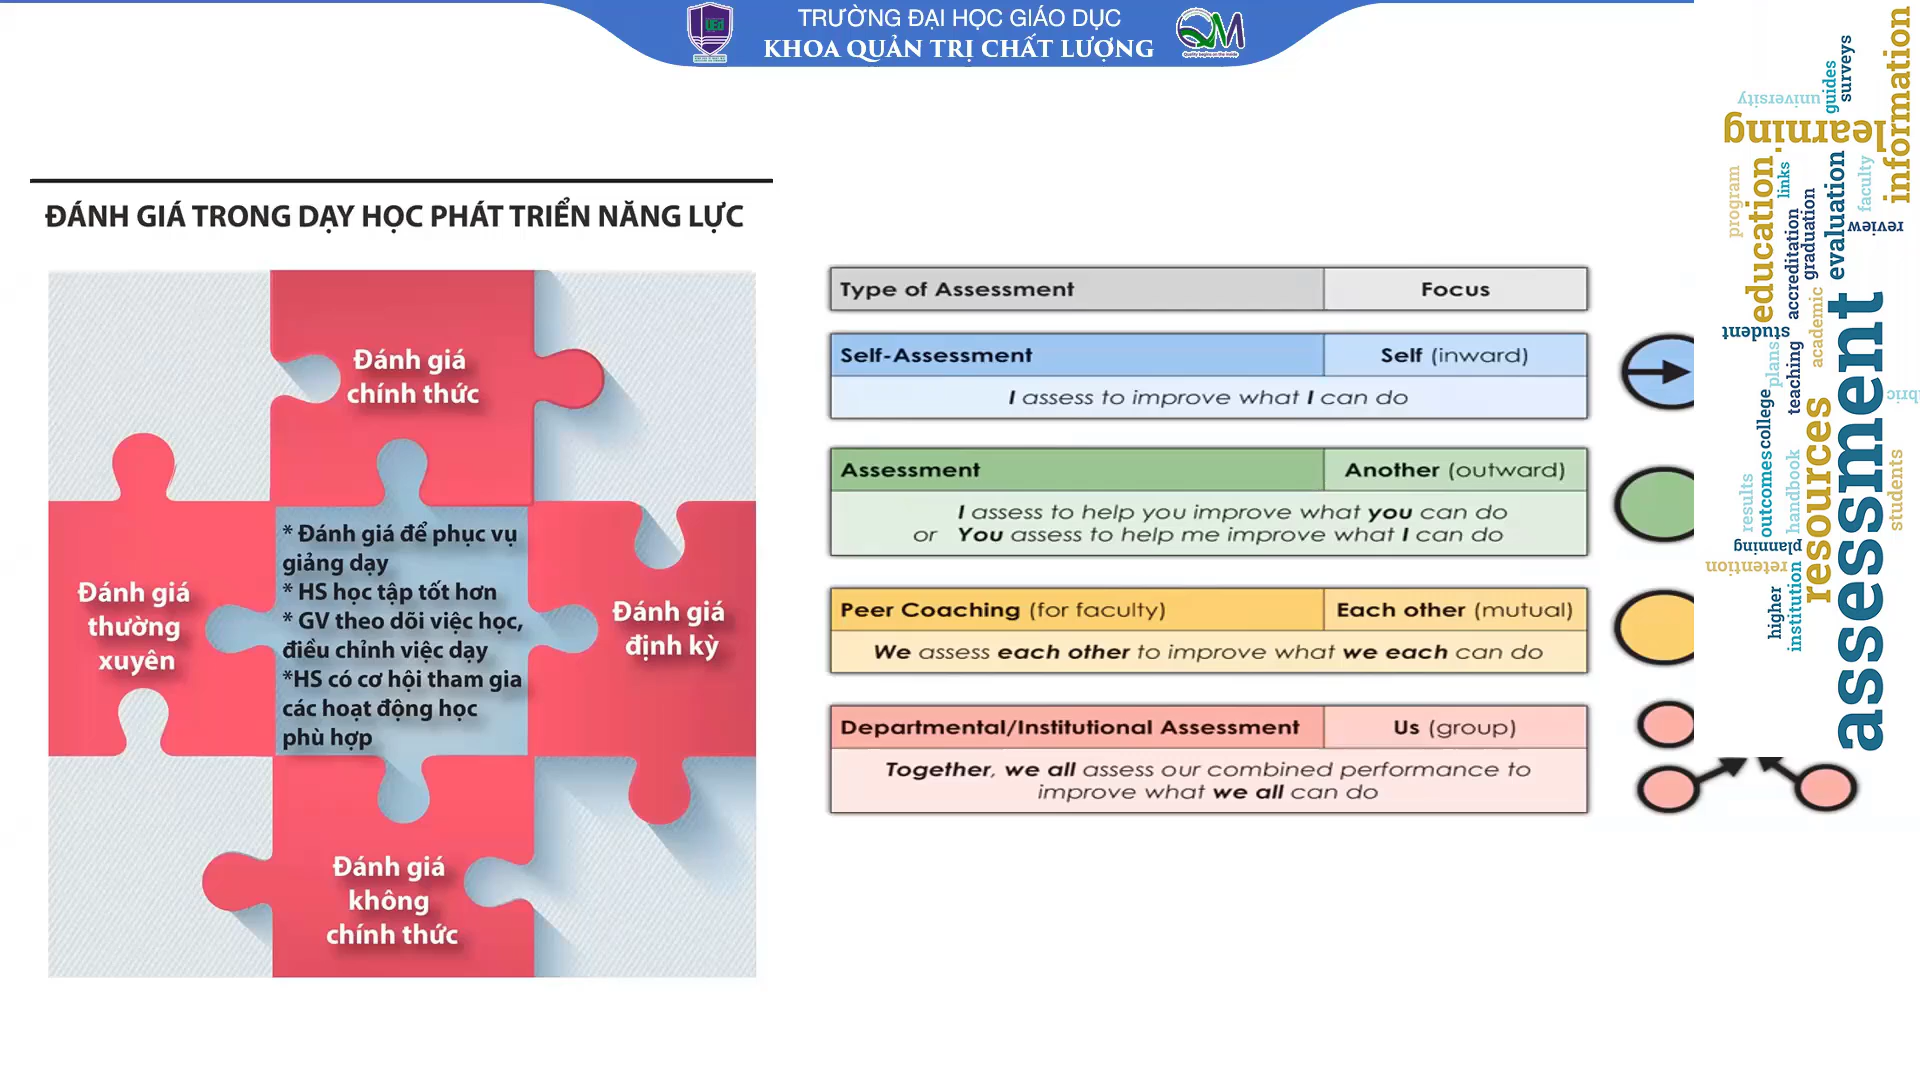 TRƯỜNG ĐẠI HỌC GIÁO DỤC
KHOA QUẢN TRỊ CHẤT LƯỢNG
UEd
QM
ĐÁNH GIÁ TRONG DẠY HỌC PHÁT TRIỂN NĂNG LỰC
Đánh giá
chính thức
Đánh giá
thường
xuyên
* Đánh giá để phục vụ
giảng dạy
* HS học tập tốt hơn
* GV theo dõi việc học,
điều chỉnh việc dạy
*HS có cơ hội tham gia
các hoạt động học
phù hợp
Đánh giá
định kỳ
Đánh giá
không
chính thức
Type of Assessment Focus
Self-Assessment Self (inward)
I assess to improve what I can do
Assessment Another (outward)
I assess to help you improve what you can do
or You assess to help me improve what I can do
Peer Coaching (for faculty) Each other (mutual)
We assess each other to improve what we each can do
Departmental/Institutional Assessment Us (group)
Together, we all assess our combined performance to
improve what we all can do
information
surveys
guides
university
learning
links
program
education
evaluation
faculty
review
graduation
accreditation
academic
student
plans
teaching
assessment
college
resources
outcomes
results
handbook
students
planning
retention
institution
higher